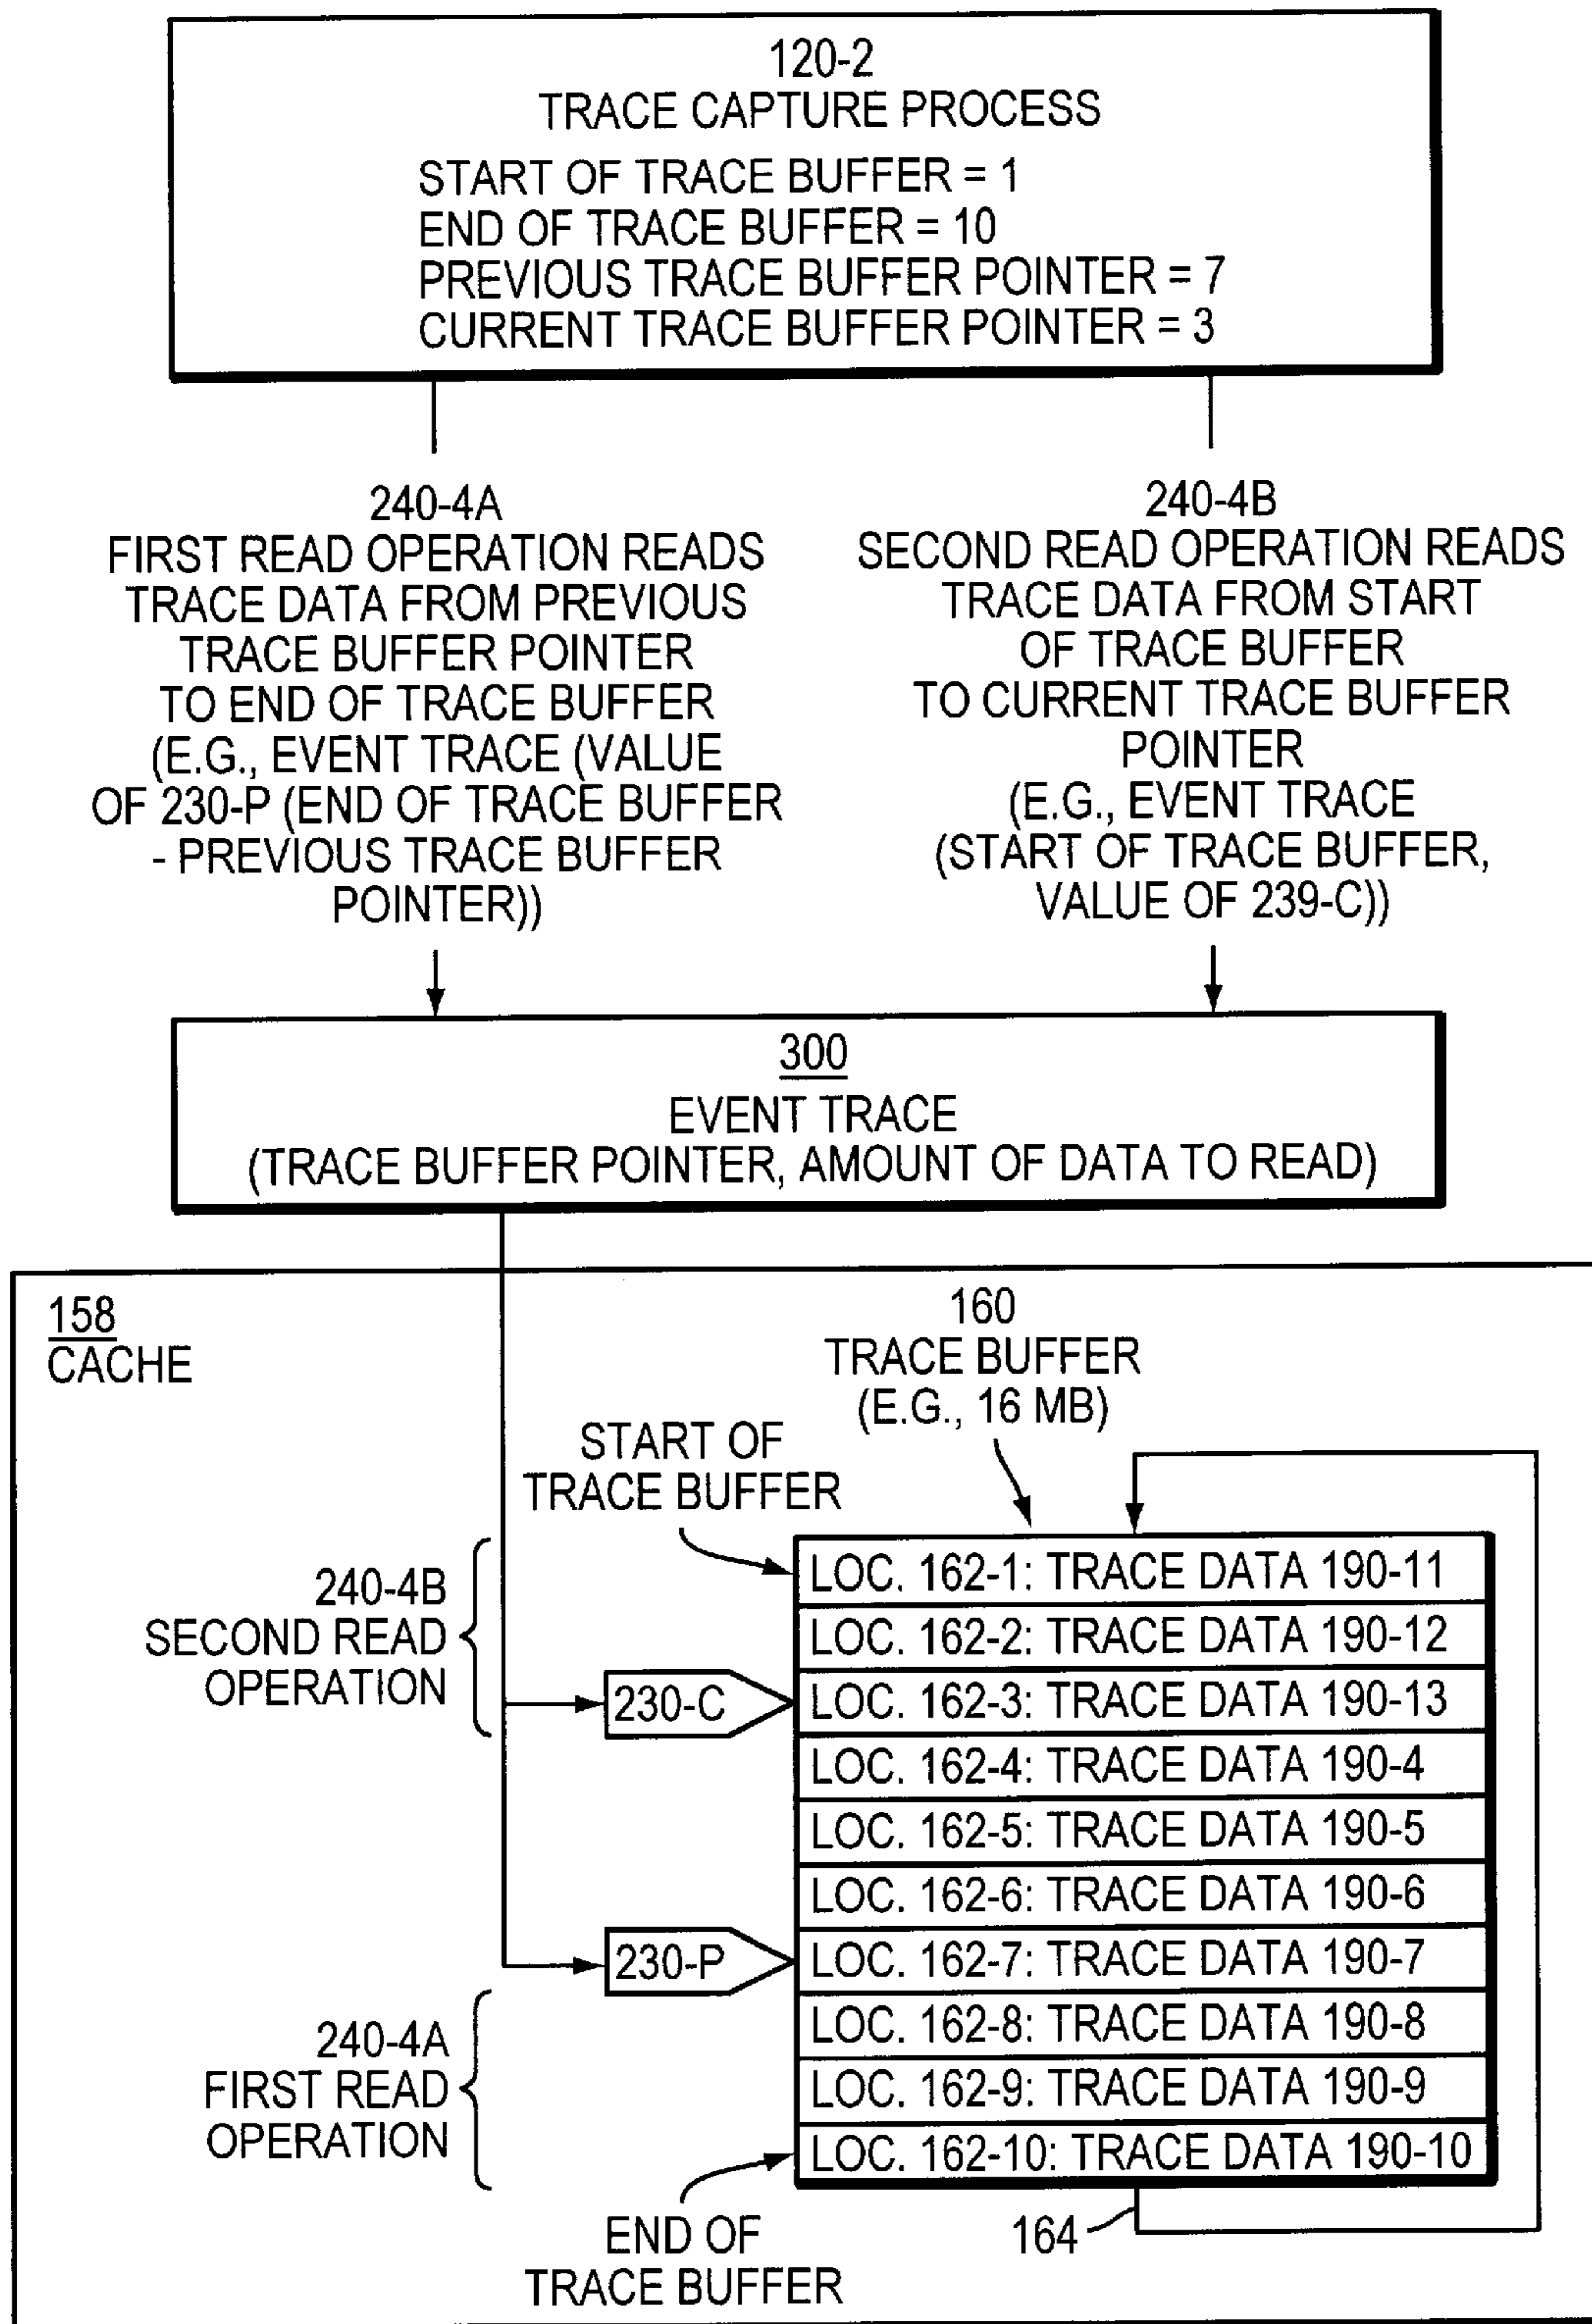 120-2
TRACE CAPTURE PROCESS
START OF TRACE BUFFER = 1
END OF TRACE BUFFER = 10
PREVIOUS TRACE BUFFER POINTER = 7
CURRENT TRACE BUFFER POINTER = 3
240-4A
FIRST READ OPERATION READS
TRACE DATA FROM PREVIOUS
TRACE BUFFER POINTER
TO END OF TRACE BUFFER
(E.G., EVENT TRACE (VALUE
OF 230-P (END OF TRACE BUFFER
- PREVIOUS TRACE BUFFER
POINTER))
240-4B
SECOND READ OPERATION READS
TRACE DATA FROM START
OF TRACE BUFFER
TO CURRENT TRACE BUFFER
POINTER
(E.G., EVENT TRACE
(START OF TRACE BUFFER,
VALUE OF 239-C))
300
EVENT TRACE
(TRACE BUFFER POINTER, AMOUNT OF DATA TO READ)
158
CACHE
160
TRACE BUFFER
(E.G., 16 MB)
START OF
TRACE BUFFER
240-4B
SECOND READ
OPERATION
230-C
230-P
240-4A
FIRST READ
OPERATION
LOC. 162-1: TRACE DATA 190-11
LOC. 162-2: TRACE DATA 190-12
LOC. 162-3: TRACE DATA 190-13
LOC. 162-4: TRACE DATA 190-4
LOC. 162-5: TRACE DATA 190-5
LOC. 162-6: TRACE DATA 190-6
LOC. 162-7: TRACE DATA 190-7
LOC. 162-8: TRACE DATA 190-8
LOC. 162-9: TRACE DATA 190-9
LOC. 162-10: TRACE DATA 190-10
END OF
TRACE BUFFER
164